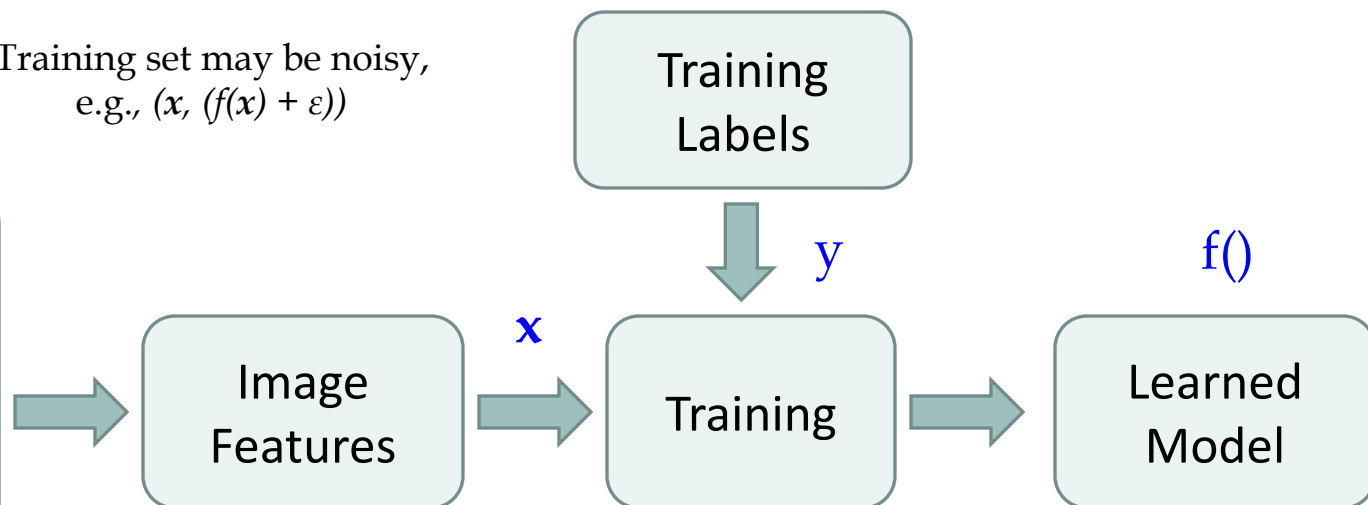 Training set may be noisy,
e.g., (x, (f(x) + ε))
Training
Labels
y
f()
x
Image
Features
Training
Learned
Model